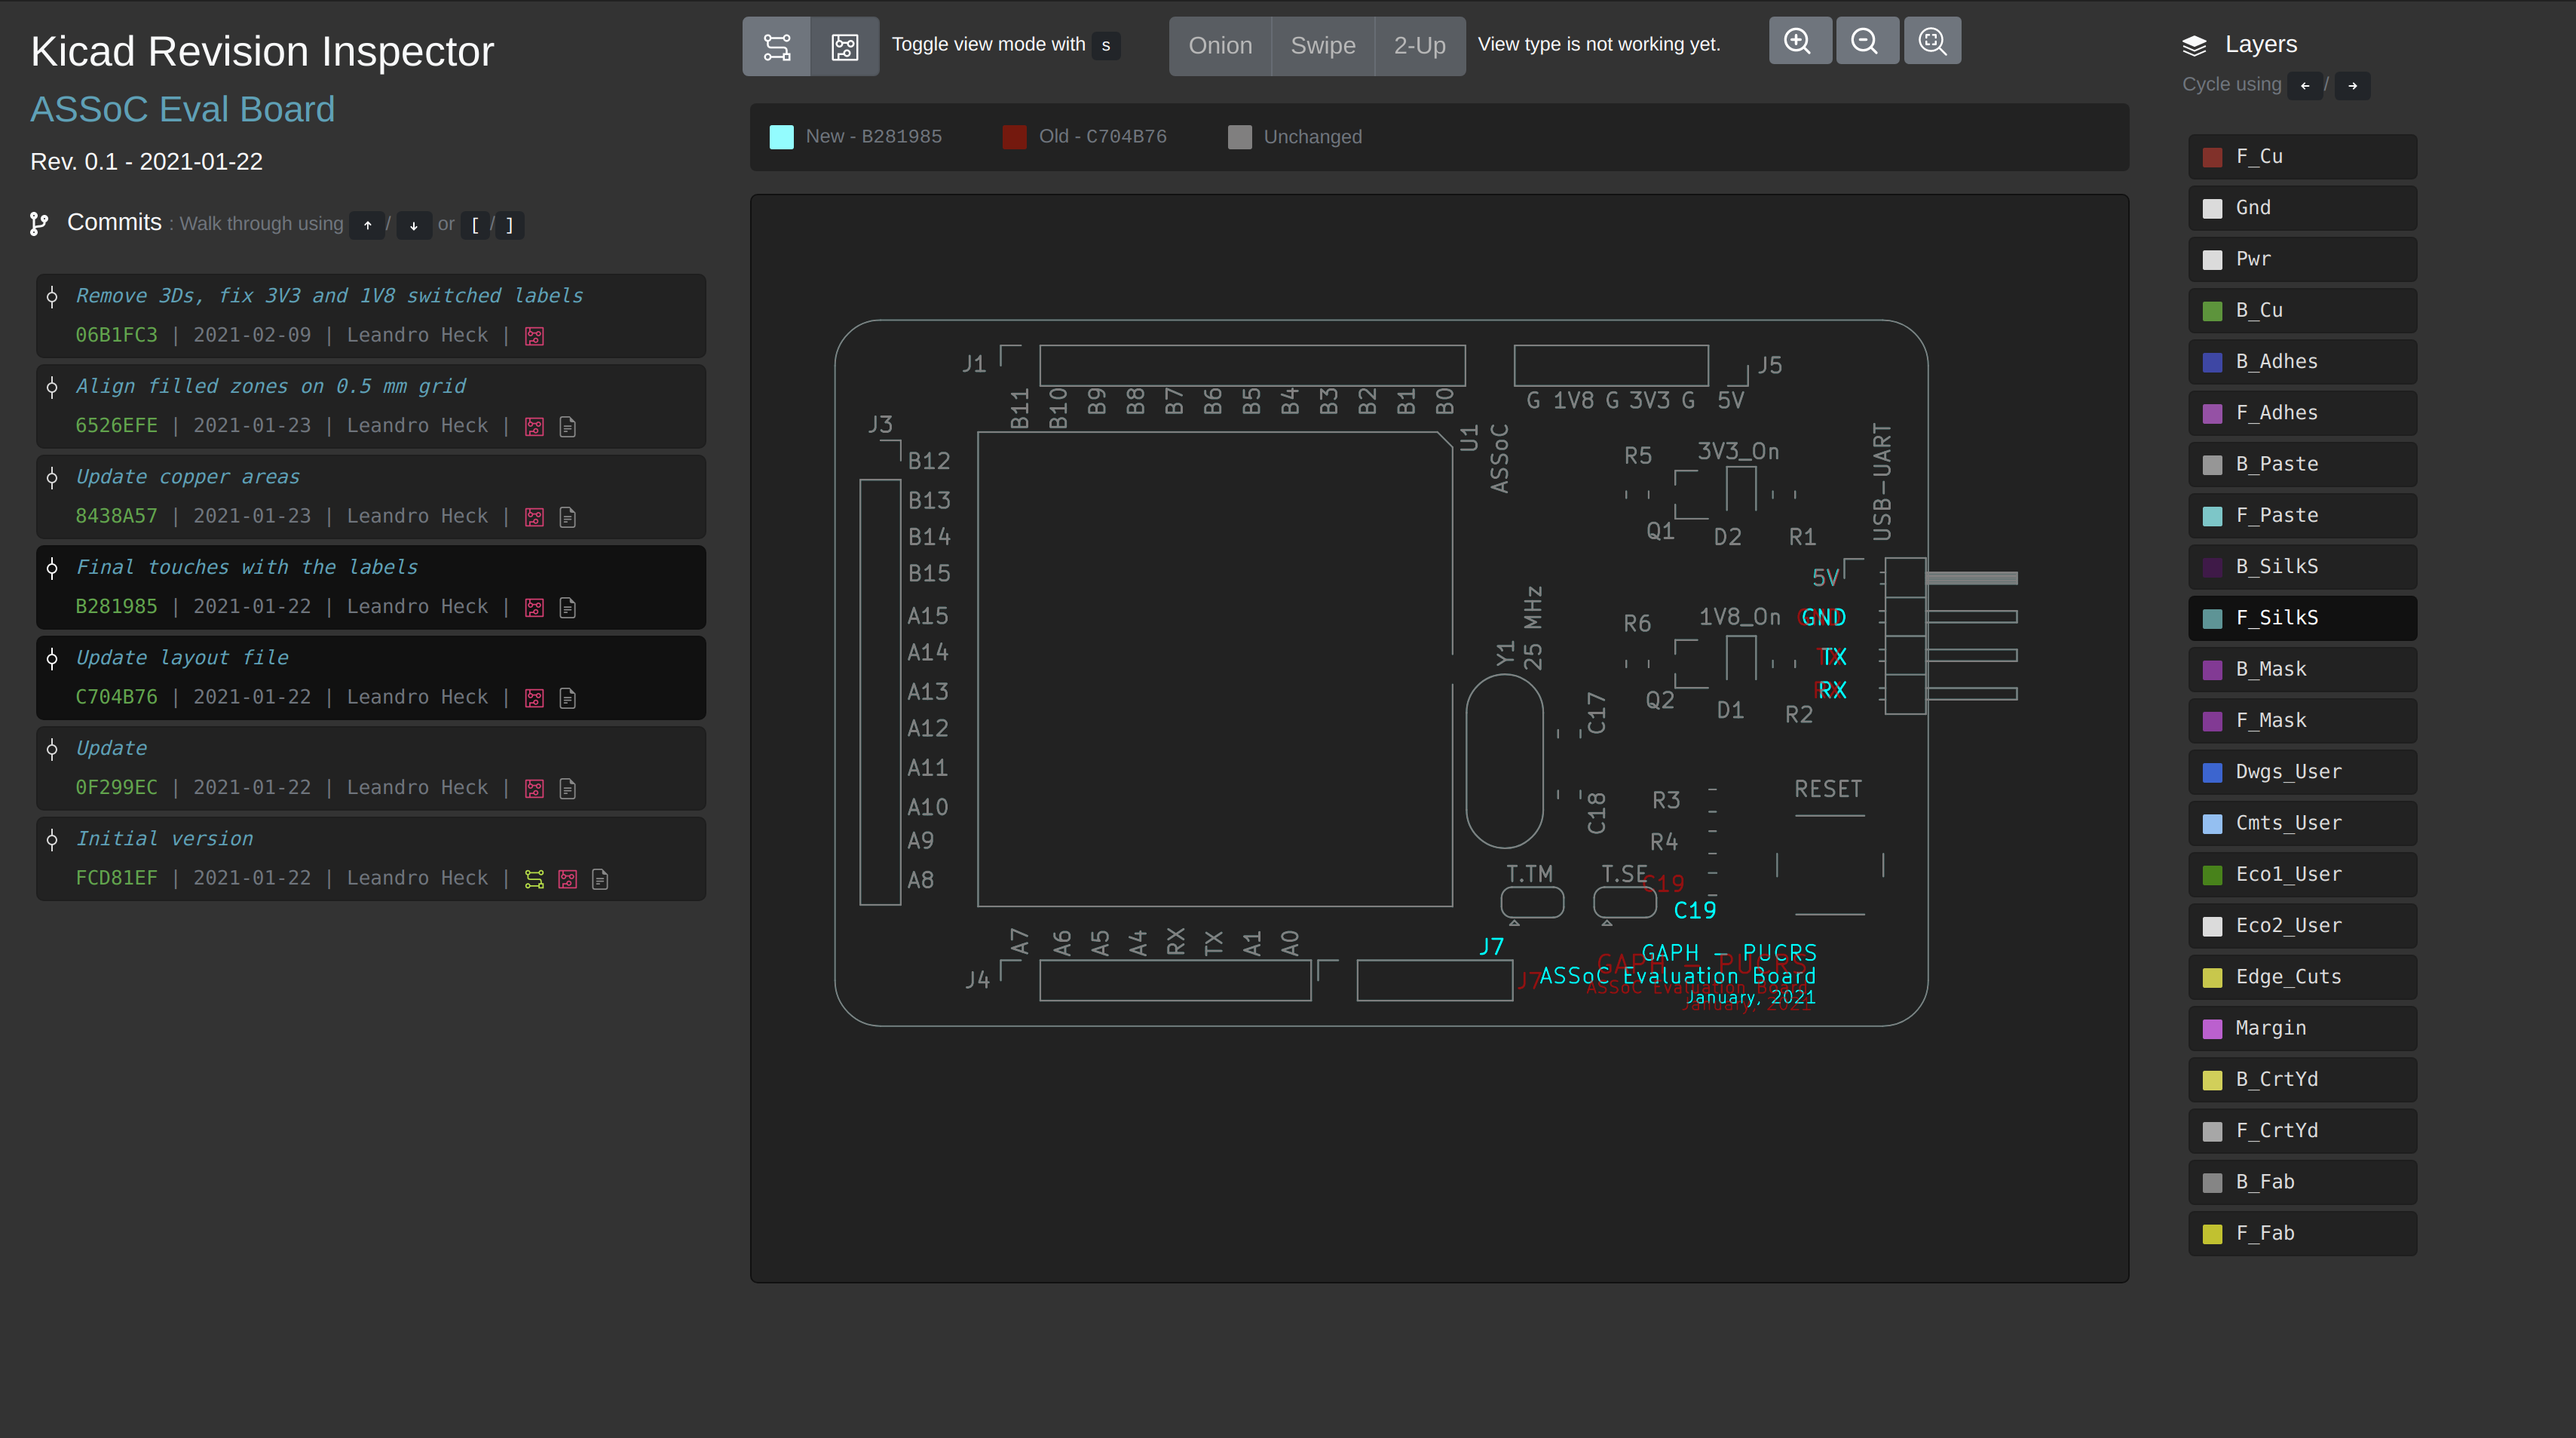 Kicad Revision Inspector
ASSoC Eval Board
Rev. 0.1 - 2021-01-22
Commits : Walk through using ↑ / ↓ or [ / ]
Remove 3Ds, fix 3V3 and 1V8 switched labels
06B1FC3 | 2021-02-09 | Leandro Heck |
Align filled zones on 0.5 mm grid
6526EFE | 2021-01-23 | Leandro Heck |
Update copper areas
8438A57 | 2021-01-23 | Leandro Heck |
Final touches with the labels
B281985 | 2021-01-22 | Leandro Heck |
Update layout file
C704B76 | 2021-01-22 | Leandro Heck |
Update
0F299EC | 2021-01-22 | Leandro Heck |
Initial version
FCD81EF | 2021-01-22 | Leandro Heck |
Toggle view mode with s
Onion Swipe 2-Up View type is not working yet.
New - B281985 Old - C704B76 Unchanged
J1
J5
B11 B10 B9 B8 B7 B6 B5 B4 B3 B2 B1 B0
G 1V8 G 3V3 G 5V
J3
B12
B13
B14
B15
A15
A14
A13
A12
A11
A10
A9
A8
U1
ASSoC
R5
3V3_On
Q1
D2
R1
USB-UART
5V
GND
GND
TX
TX
RX
RX
R6
1V8_On
Q2
D1
R2
Y1
25 MHz
C17
C18
R3
R4
RESET
T.TM
T.SE
C19
C19
A7 A6 A5 A4 RX TX A1 A0
J4
J7
J7
GAPH - PUCRS
ASSoC Evaluation Board
January, 2021
GAPH - PUCRS
ASSoC Evaluation Board
January, 2021
Layers
Cycle using ← / →
F_Cu
Gnd
Pwr
B_Cu
B_Adhes
F_Adhes
B_Paste
F_Paste
B_SilkS
F_SilkS
B_Mask
F_Mask
Dwgs_User
Cmts_User
Eco1_User
Eco2_User
Edge_Cuts
Margin
B_CrtYd
F_CrtYd
B_Fab
F_Fab